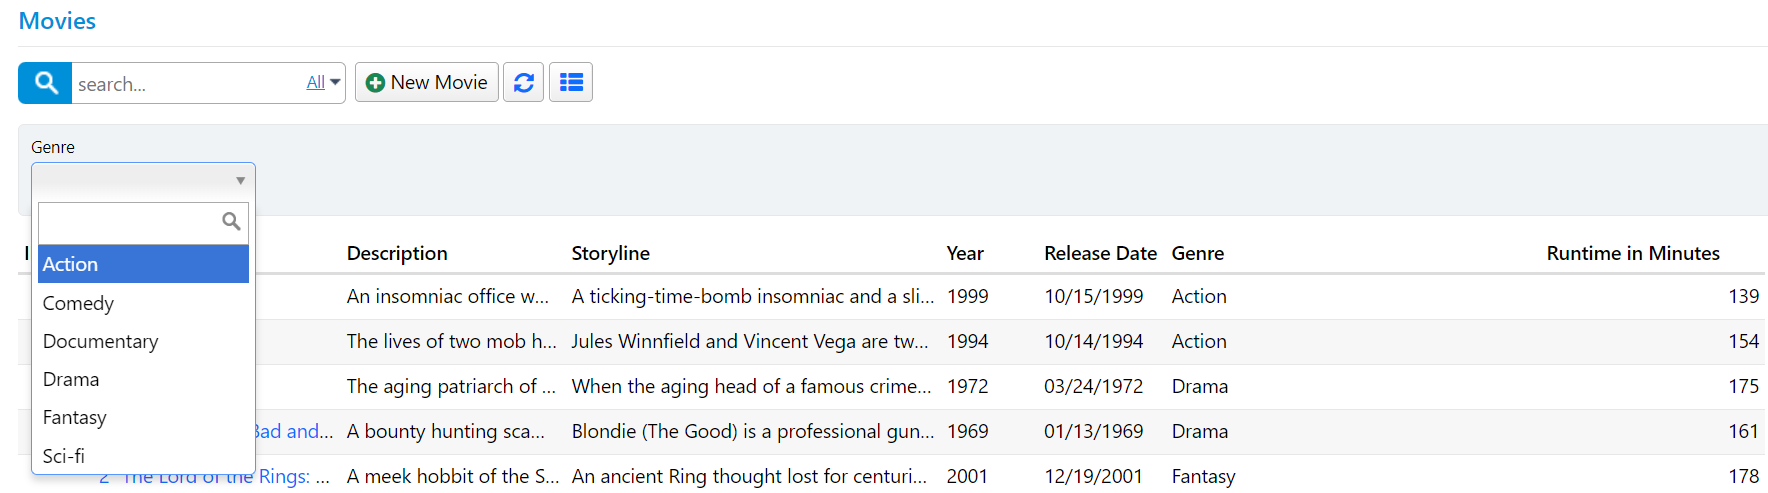 Movies
search... All New Movie
Genre
Action
Comedy
Documentary
Drama
Fantasy
Sci-fi
Description Storyline Year Release Date Genre Runtime in Minutes
An insomniac office w... A ticking-time-bomb insomniac and a sli... 1999 10/15/1999 Action 139
The lives of two mob h... Jules Winnfield and Vincent Vega are tw... 1994 10/14/1994 Action 154
The aging patriarch of ... When the aging head of a famous crime... 1972 03/24/1972 Drama 175
Bad and... A bounty hunting sca... Blondie (The Good) is a professional gun... 1969 01/13/1969 Drama 161
2 The Lord of the Rings: ... A meek hobbit of the S... An ancient Ring thought lost for centuri... 2001 12/19/2001 Fantasy 178